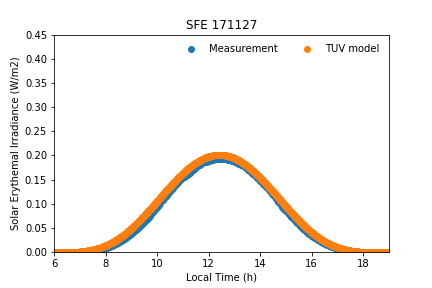 SFE 171127
Measurement TUV model
Solar Erythemal Irradiance (W/m2)
0.45
0.40
0.35
0.30
0.25
0.20
0.15
0.10
0.05
0.00
6 8 10 12 14 16 18
Local Time (h)